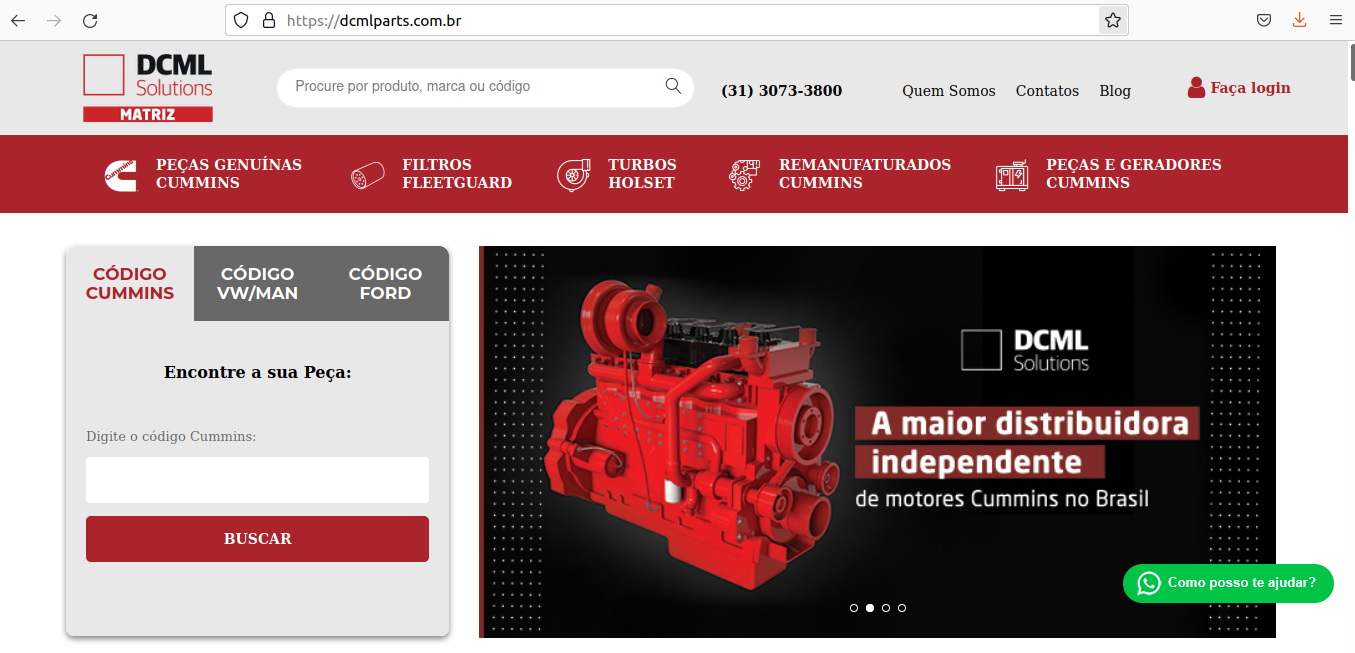 https://dcmlparts.com.br
DCML
Solutions
MATRIZ
Procure por produto, marca ou código
(31) 3073-3800
Quem Somos
Contatos
Blog
Faça login
Cummins
PEÇAS GENUÍNAS
CUMMINS
FILTROS
FLEETGUARD
TURBOS
HOLSET
REMANUFATURADOS
CUMMINS
PEÇAS E GERADORES
CUMMINS
CÓDIGO
CUMMINS
CÓDIGO
VW/MAN
CÓDIGO
FORD
Encontre a sua Peça:
Digite o código Cummins:
BUSCAR
DCML
Solutions
A maior distribuidora
independente
de motores Cummins no Brasil
Como posso te ajudar?